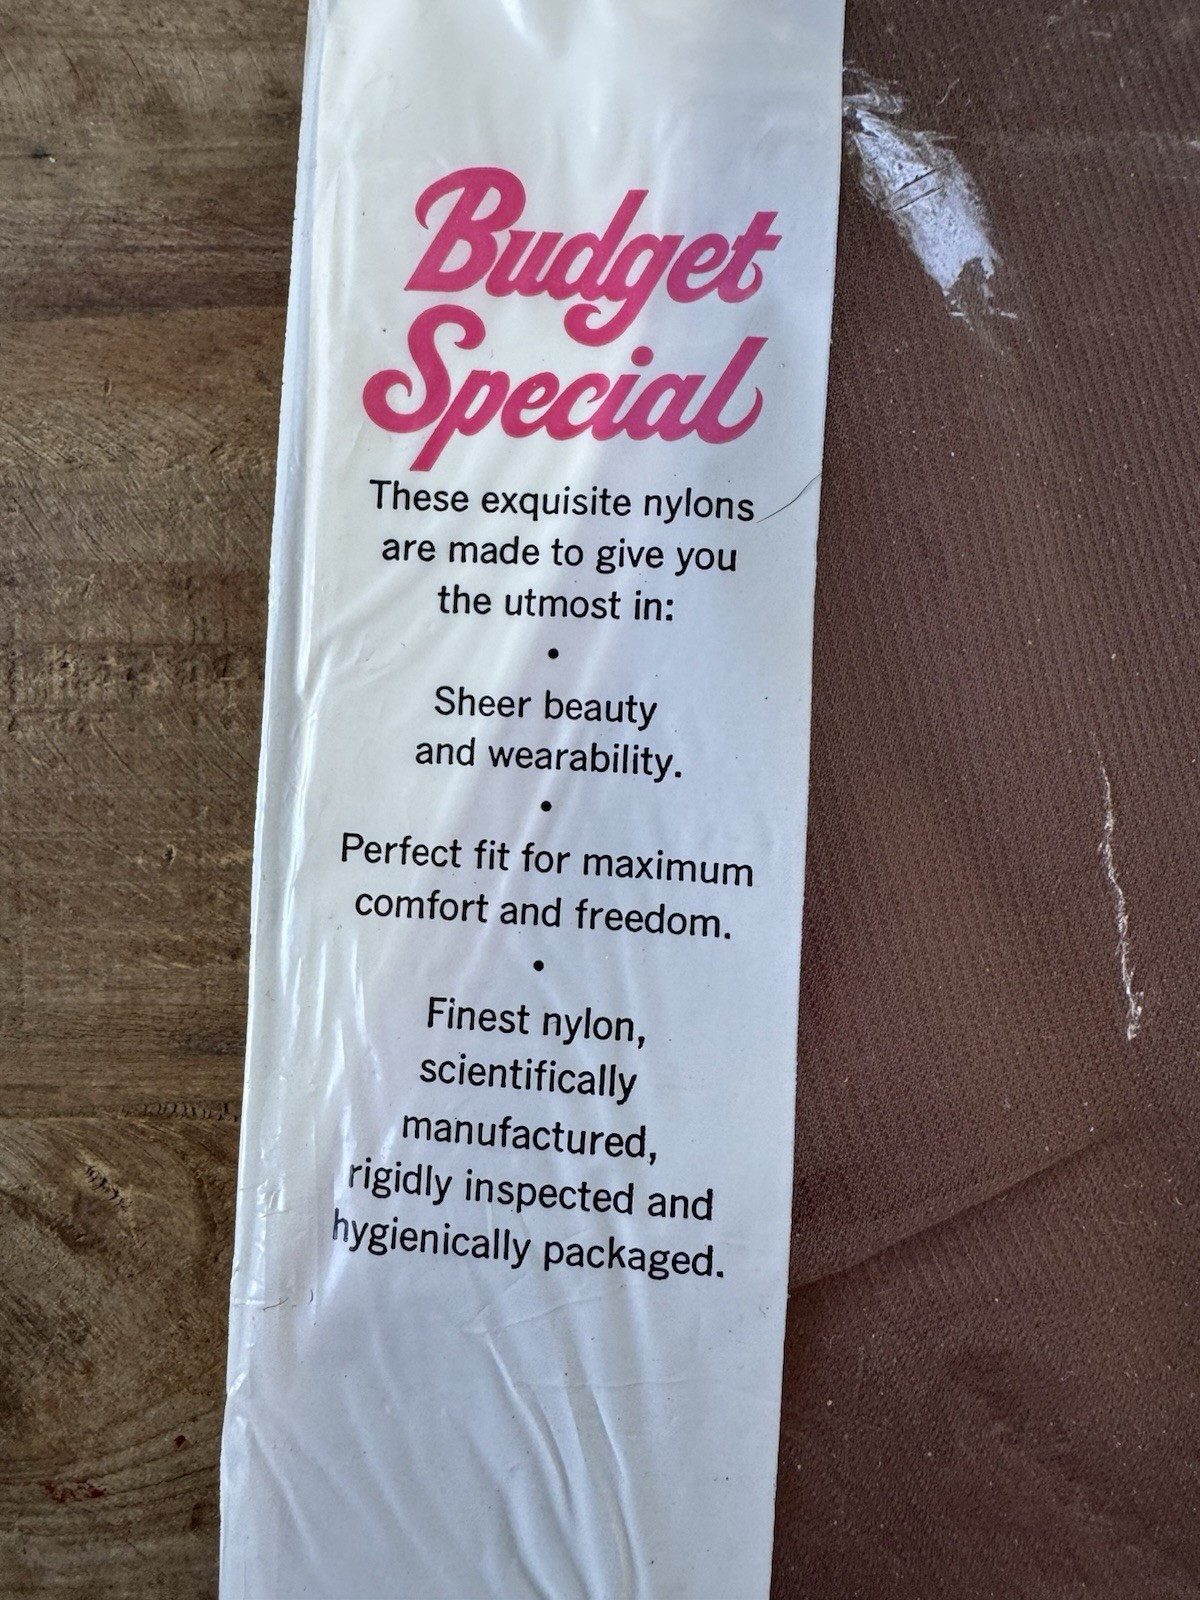 Budget
Special
These exquisite nylons
are made to give you
the utmost in:
•
Sheer beauty
and wearability.
•
Perfect fit for maximum
comfort and freedom.
•
Finest nylon,
scientifically
manufactured,
rigidly inspected and
hygienically packaged.